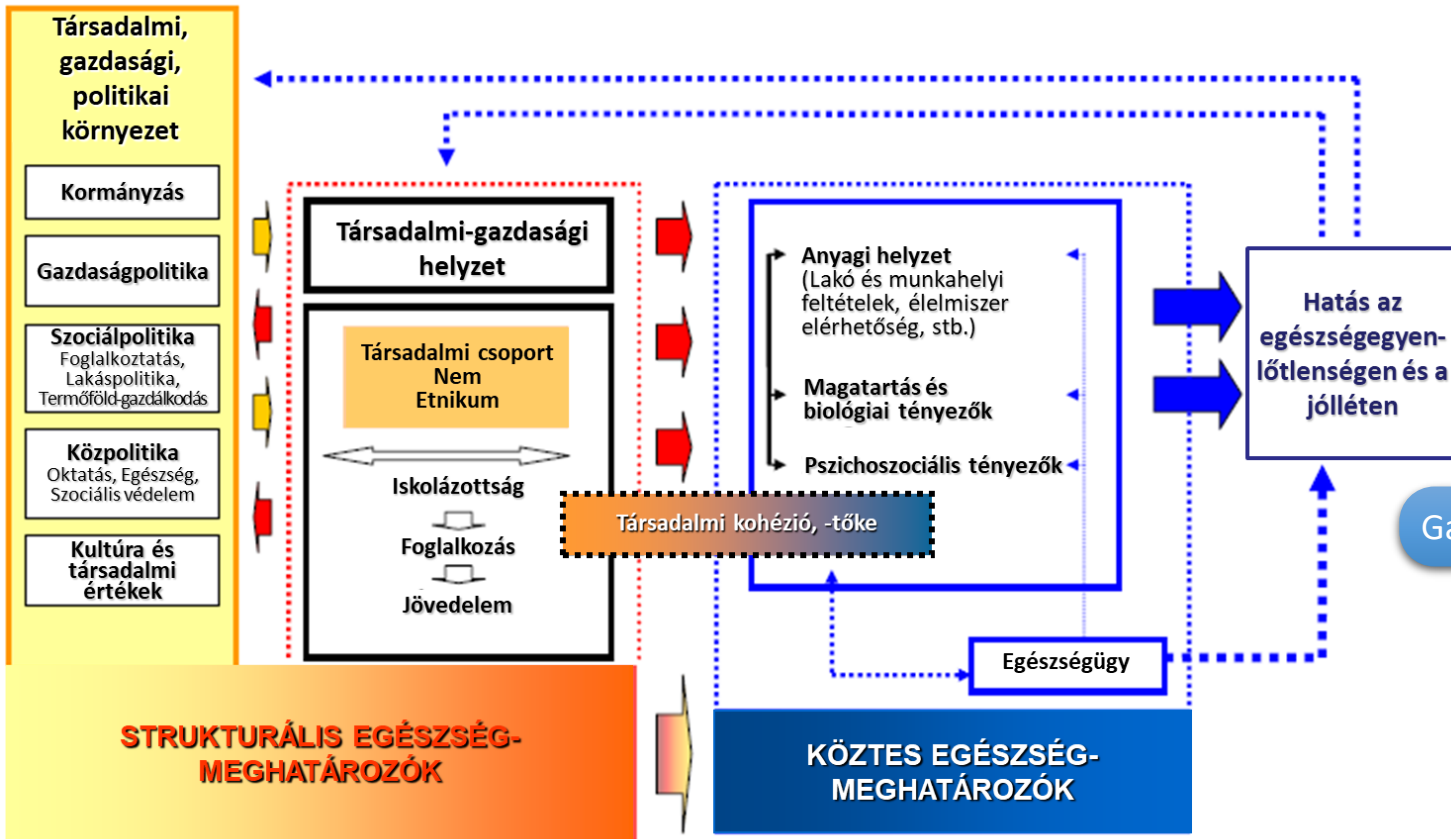 Társadalmi,
gazdasági,
politikai
környezet
Kormányzás
Gazdaságpolitika
Szociálpolitika
Foglalkoztatás,
Lakáspolitika,
Termőföld-gazdálkodás
Közpolitika
Oktatás, Egészség,
Szociális védelem
Kultúra és
társadalmi
értékek
Társadalmi-gazdasági
helyzet
Társadalmi csoport
Nem
Etnikum
Iskolázottság
Foglalkozás
Jövedelem
Társadalmi kohézió, -tőke
Anyagi helyzet
(Lakó és munkahelyi
feltételek, élelmiszer
elérhetőség, stb.)
Magatartás és
biológiai tényezők
Pszichoszociális tényezők
Egészségügy
Hatás az
egészségegyen-
lőtlenségen és a
jólléten
STRUKTURÁLIS EGÉSZSÉG-
MEGHATÁROZÓK
KÖZTES EGÉSZSÉG-
MEGHATÁROZÓK